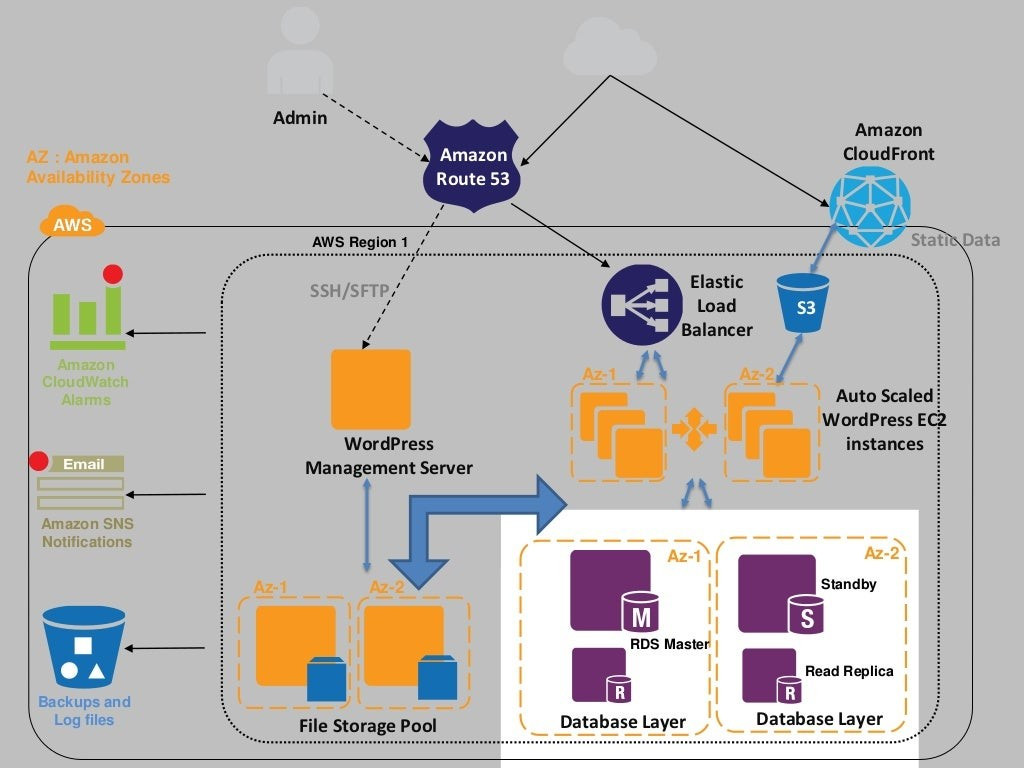 Admin
Amazon
Route 53
Amazon
CloudFront
AZ : Amazon
Availability Zones
AWS
AWS Region 1
Static Data
SSH/SFTP
Elastic
Load
Balancer
S3
Amazon
CloudWatch
Alarms
Az-1
Az-2
Auto Scaled
WordPress EC2
instances
WordPress
Management Server
Email
Amazon SNS
Notifications
Az-1
Az-2
Az-1
Az-2
M
RDS Master
R
S
Standby
R
Read Replica
Backups and
Log files
File Storage Pool
Database Layer
Database Layer